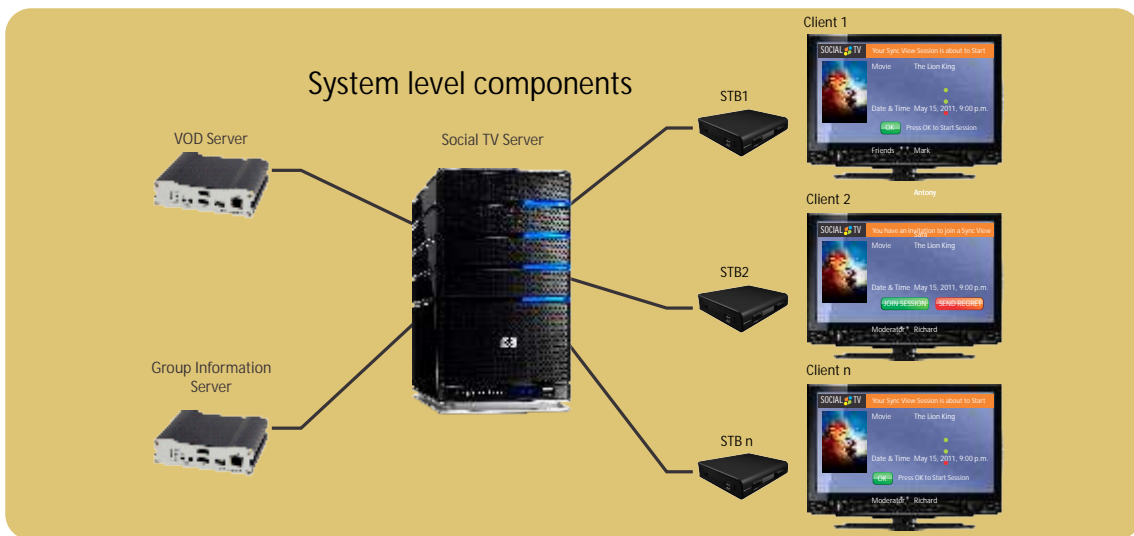 System level components
VOD Server
Social TV Server
Group Information
Server
STB1
STB2
STB n
Client 1
SOCIAL TV
Your Sync View Session is about to Start
Movie The Lion King
Date & Time May 15, 2011, 9:00 p.m.
OK Press OK to Start Session
Friends Mark
Antony
Client 2
Sara
SOCIAL TV
You have an invitation to join a Sync View
Movie The Lion King
Date & Time May 15, 2011, 9:00 p.m.
JOIN SESSION SEND REGRET
Moderator Richard
Client n
SOCIAL TV
Your Sync View Session is about to Start
Movie The Lion King
Date & Time May 15, 2011, 9:00 p.m.
OK Press OK to Start Session
Moderator Richard